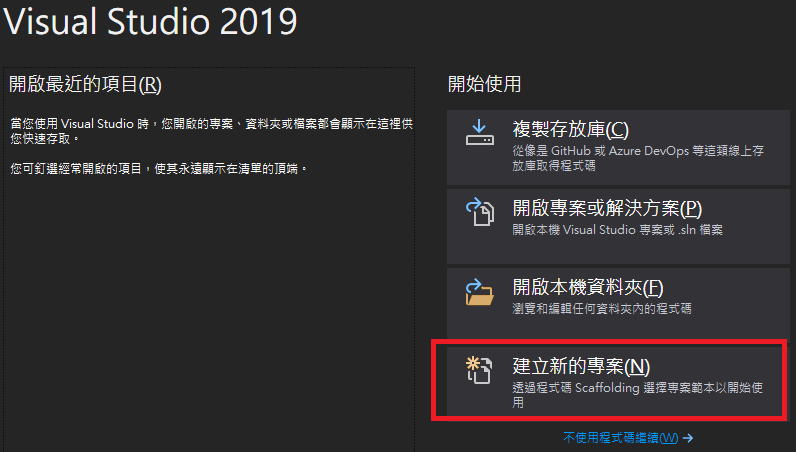 Visual Studio 2019
開啟最近的項目(R)
當您使用 Visual Studio 時，您開啟的專案、資料夾或檔案都會顯示在這裡供
您快速存取。
您可釘選經常開啟的項目，使其永遠顯示在清單的頂端。
開始使用
複製存放庫(C)
從像是 GitHub 或 Azure DevOps 等這類線上存
放庫取得程式碼
開啟專案或解決方案(P)
開啟本機 Visual Studio 專案或 .sln 檔案
開啟本機資料夾(F)
瀏覽和編輯任何資料夾內的程式碼
建立新的專案(N)
透過程式碼 Scaffolding 選擇專案範本以開始使
用
不使用程式碼繼續(W) →